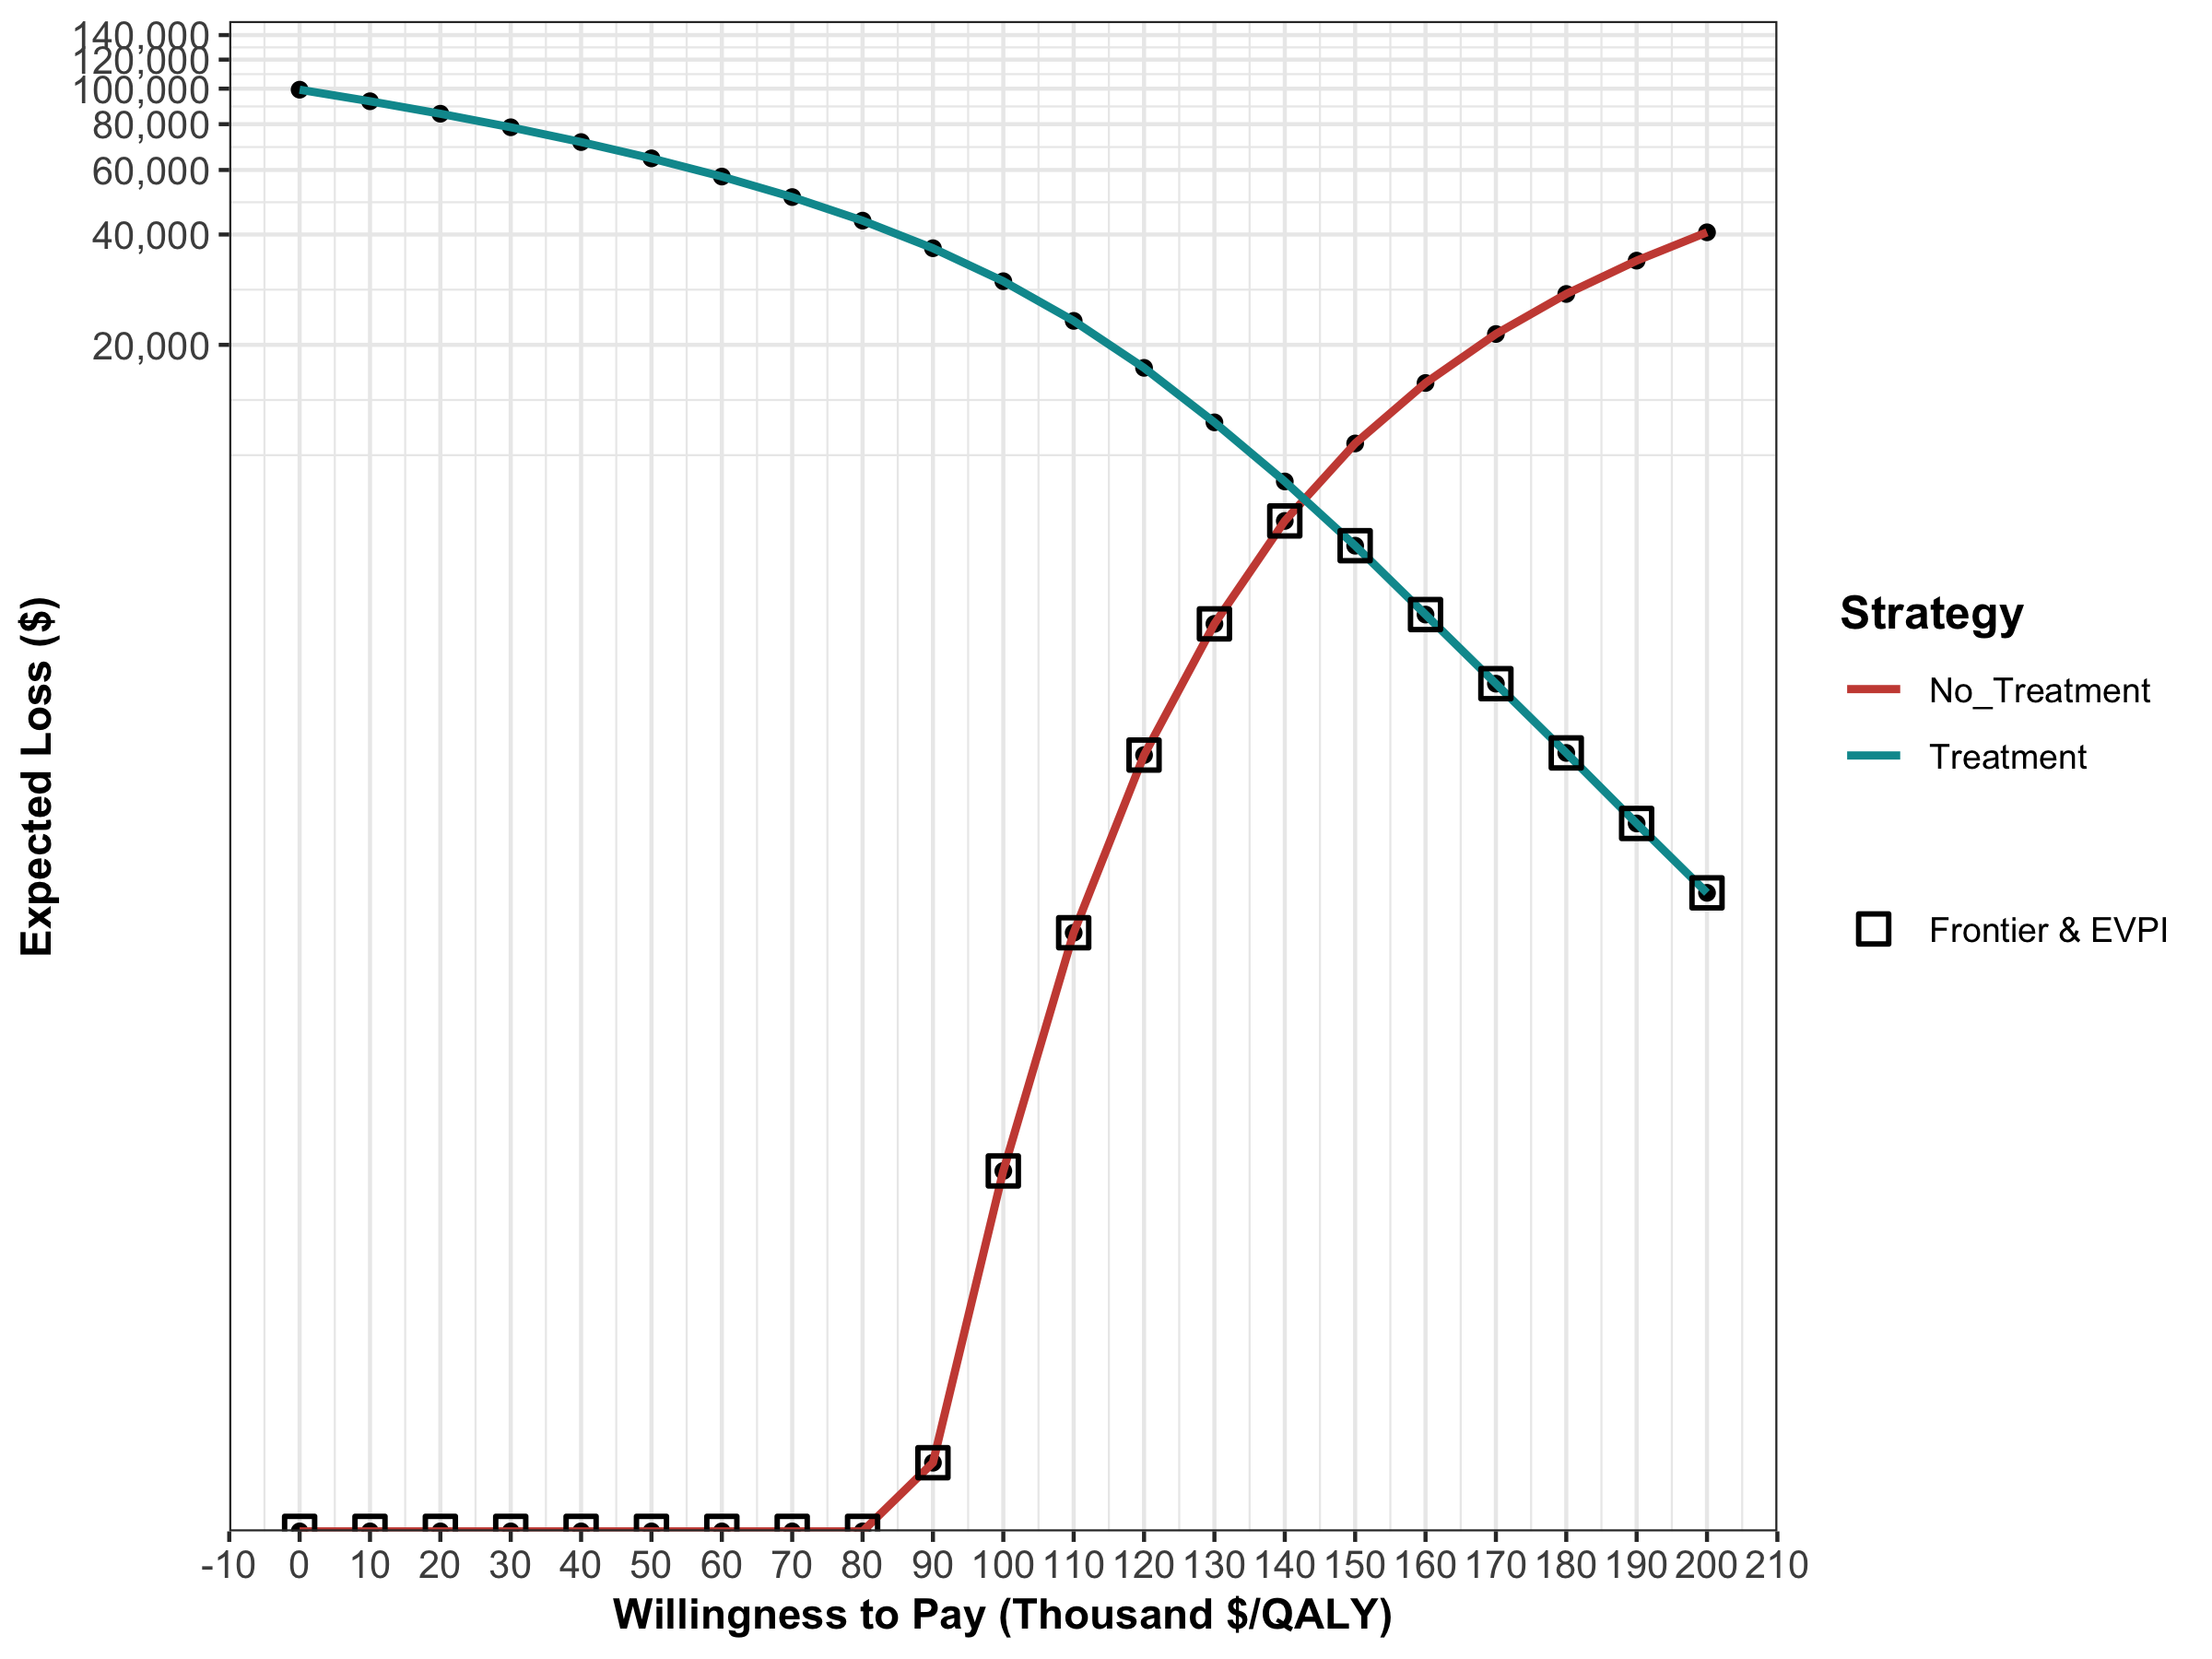 140,000
120,000
100,000
80,000
60,000
40,000
20,000
Expected Loss ($)
-10 0 10 20 30 40 50 60 70 80 90 100 110 120 130 140 150 160 170 180 190 200 210
Willingness to Pay (Thousand $/QALY)
Strategy
No_Treatment
Treatment
Frontier & EVPI